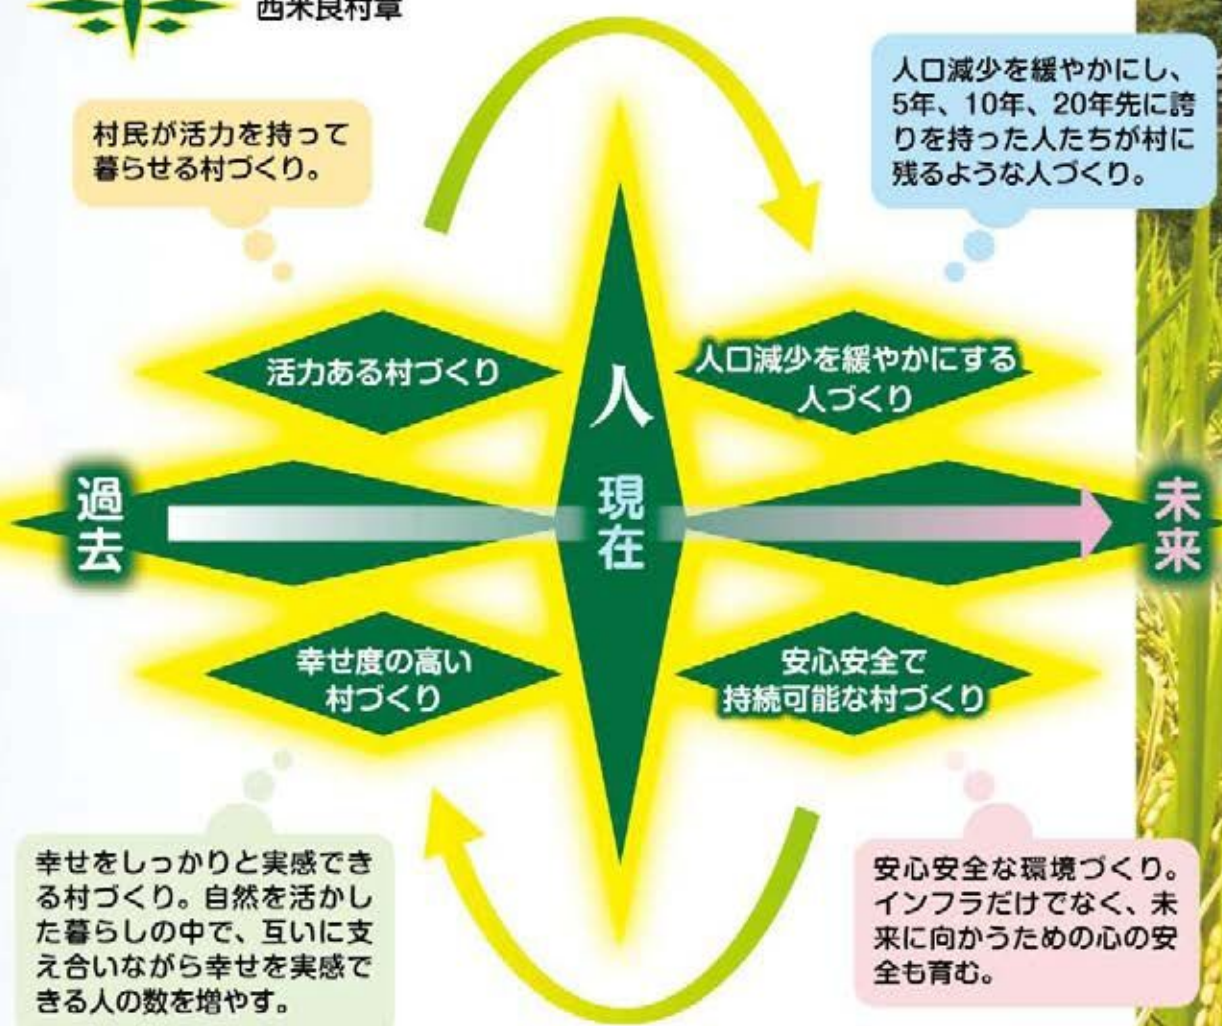 西米良村章
村民が活力を持って
暮らせる村づくり。
人口減少を緩やかにし、
5年、10年、20年先に誇
りを持った人たちが村に
残るような人づくり。
活力ある村づくり
人口減少を緩やかにする
人づくり
人
過去
現在
未来
幸せ度の高い
村づくり
安心安全で
持続可能な村づくり
幸せをしっかりと実感でき
る村づくり。自然を活かし
た暮らしの中で、互いに支
え合いながら幸せを実感で
きる人の数を増やす。
安心安全な環境づくり。
インフラだけでなく、未
来に向かうための心の安
全も育む。